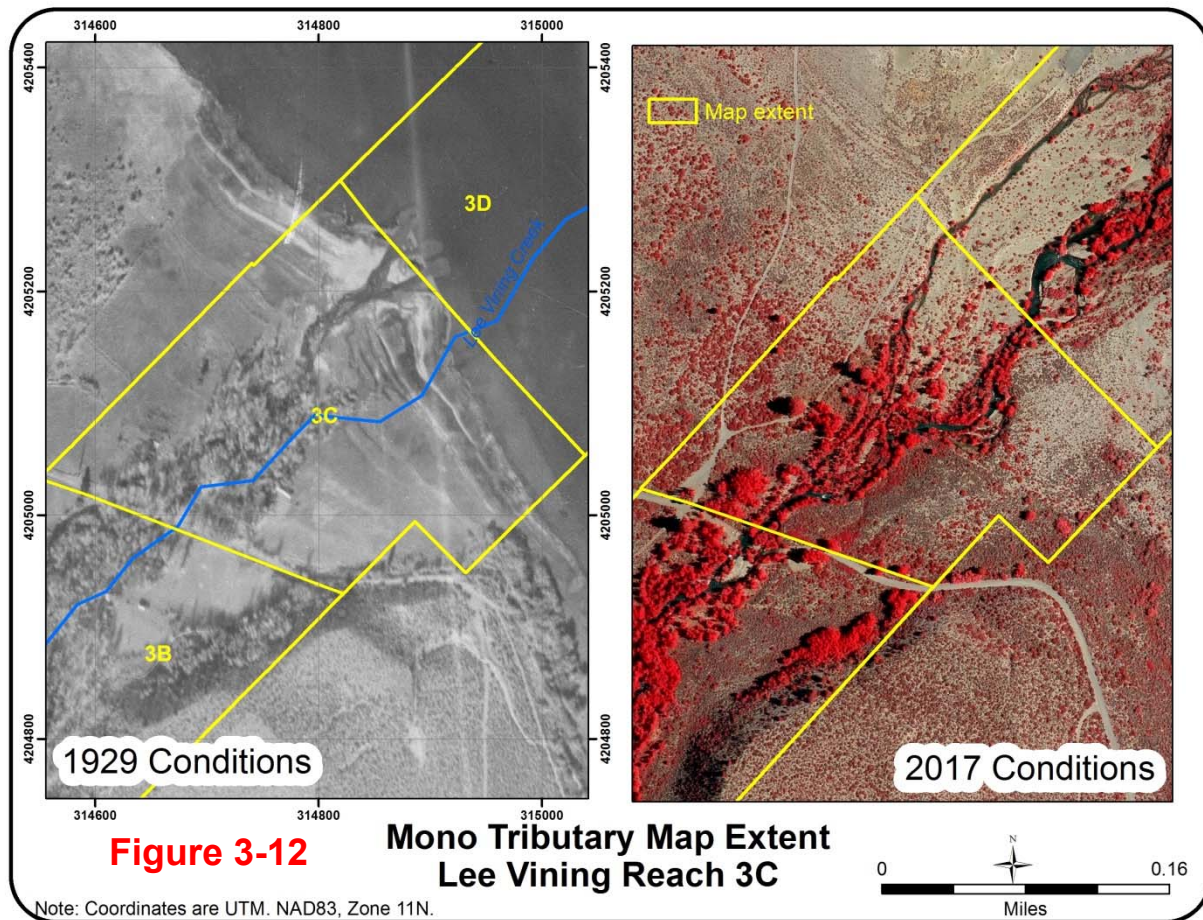 314600
314800
315000
4205400
4205400
Map extent
3D
Lee Vining Creek
4205200
4205200
3C
4205000
4205000
3B
4204800
4204800
1929 Conditions
2017 Conditions
314600
314800
315000
Figure 3-12
Mono Tributary Map Extent
Lee Vining Reach 3C
N
0
0.16
Miles
Note: Coordinates are UTM. NAD83, Zone 11N.